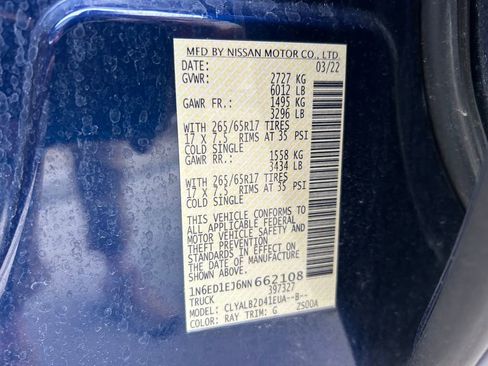 MFD BY NISSAN MOTOR CO., LTD.
DATE: 03/22
GVWR: 2727 KG
6012 LB
GAWR FR.: 1495 KG
3296 LB
WITH 265/65R17 TIRES
17 X 7.5 RIMS AT 35 PSI
COLD SINGLE
GAWR RR.: 1558 KG
3434 LB
WITH 265/65R17 TIRES
17 X 7.5 RIMS AT 35 PSI
COLD SINGLE
THIS VEHICLE CONFORMS TO
ALL APPLICABLE FEDERAL
MOTOR VEHICLE SAFETY AND
THEFT PREVENTION
STANDARDS IN EFFECT ON
THE DATE OF MANUFACTURE
SHOWN ABOVE.
1N6ED1EJ6NN 662108
TRUCK 397327
MODEL: CLYALB2D41EUA--B--
COLOR: RAY TRIM: G ZSODA